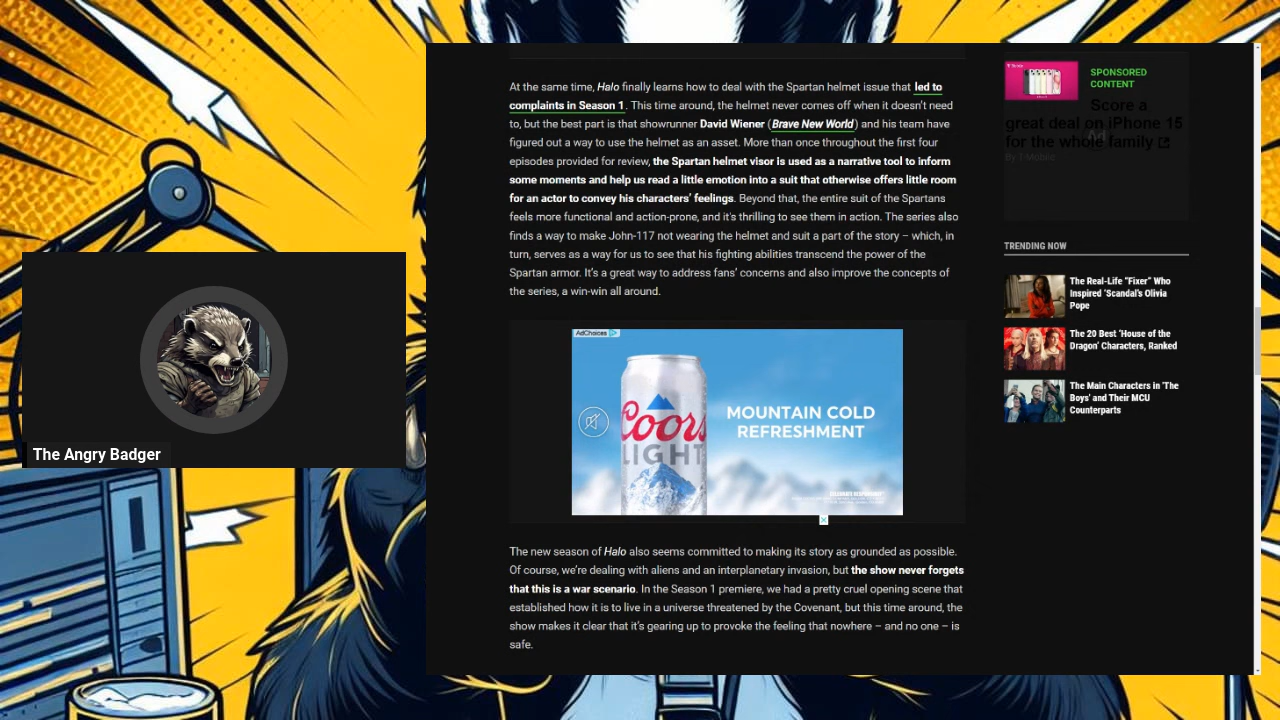 At the same time, Halo finally learns how to deal with the Spartan helmet issue that led to
complaints in Season 1. This time around, the helmet never comes off when it doesn't need
to, but the best part is that showrunner David Wiener (Brave New World) and his team have
figured out a way to use the helmet as an asset. More than once throughout the first four
episodes provided for review, the Spartan helmet visor is used as a narrative tool to inform
some moments and help us read a little emotion into a suit that otherwise offers little room
for an actor to convey his characters' feelings. Beyond that, the entire suit of the Spartans
feels more functional and action-prone, and it's thrilling to see them in action. The series also
finds a way to make John-117 not wearing the helmet and suit a part of the story – which, in
turn, serves as a way for us to see that his fighting abilities transcend the power of the
Spartan armor. It's a great way to address fans' concerns and also improve the concepts of
the series, a win-win all around.
AdChoices
Coors
LIGHT
MOUNTAIN COLD
REFRESHMENT
The new season of Halo also seems committed to making its story as grounded as possible.
Of course, we're dealing with aliens and an interplanetary invasion, but the show never forgets
that this is a war scenario. In the Season 1 premiere, we had a pretty cruel opening scene that
established how it is to live in a universe threatened by the Covenant, but this time around, the
show makes it clear that it's gearing up to provoke the feeling that nowhere – and no one – is
safe.
SPONSORED
CONTENT
Score a
great deal on iPhone 15
for the whole family
By T-Mobile
Ad
TRENDING NOW
The Real-Life “Fixer” Who
Inspired 'Scandal's Olivia
Pope
The 20 Best 'House of the
Dragon' Characters, Ranked
The Main Characters in 'The
Boys' and Their MCU
Counterparts
The Angry Badger